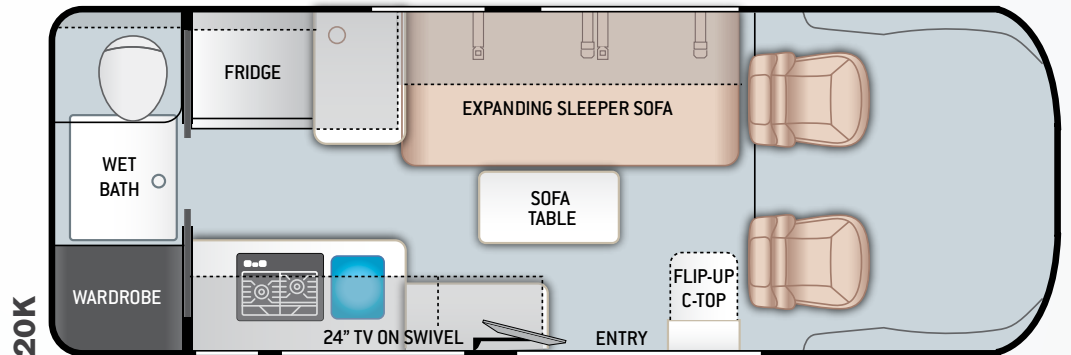 FRIDGE
EXPANDING SLEEPER SOFA
WET
BATH
SOFA
TABLE
WARDROBE
FLIP-UP
C-TOP
24” TV ON SWIVEL
ENTRY
20K